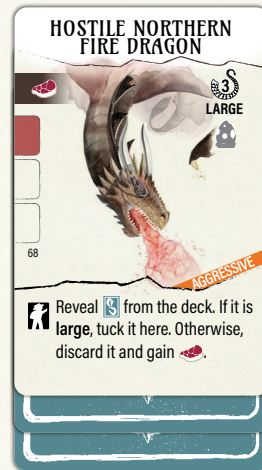 HOSTILE NORTHERN
FIRE DRAGON
3
LARGE
68
AGGRESSIVE
Reveal from the deck. If it is
large, tuck it here. Otherwise,
discard it and gain .